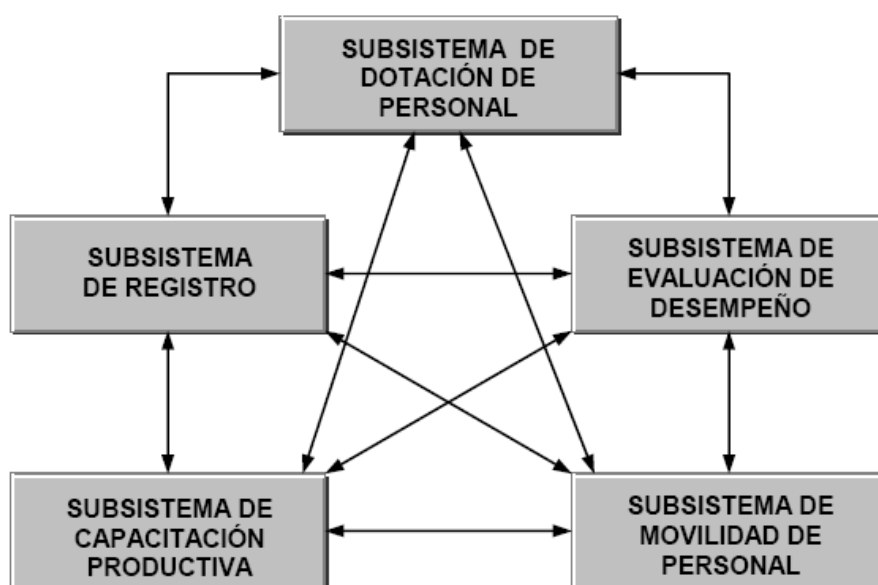 SUBSISTEMA DE
DOTACIÓN DE
PERSONAL
SUBSISTEMA
DE REGISTRO
SUBSISTEMA DE
EVALUACIÓN DE
DESEMPEÑO
SUBSISTEMA DE
CAPACITACIÓN
PRODUCTIVA
SUBSISTEMA DE
MOVILIDAD DE
PERSONAL